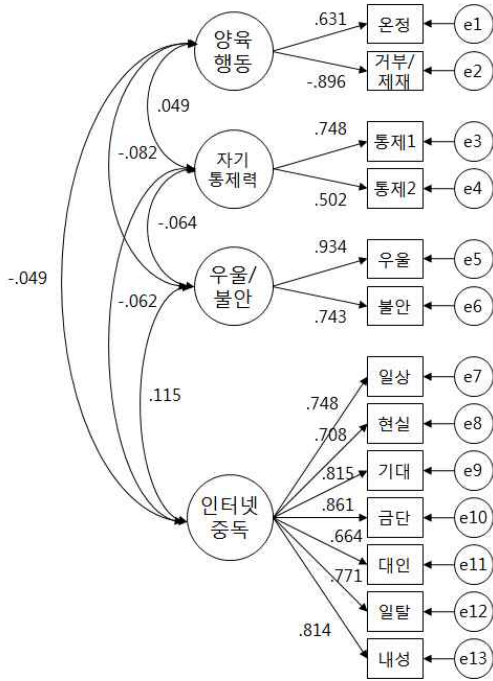 양육
행동
.631
온정
e1
-.896
거부/
제재
e2
.049
-.082
자기
통제력
.748
통제1
e3
.502
통제2
e4
-.064
-.049
우울/
불안
.934
우울
e5
.743
불안
e6
-.062
.115
인터넷
중독
.748
일상
e7
.708
현실
e8
.815
기대
e9
.861
금단
e10
.664
대인
e11
.771
일탈
e12
.814
내성
e13